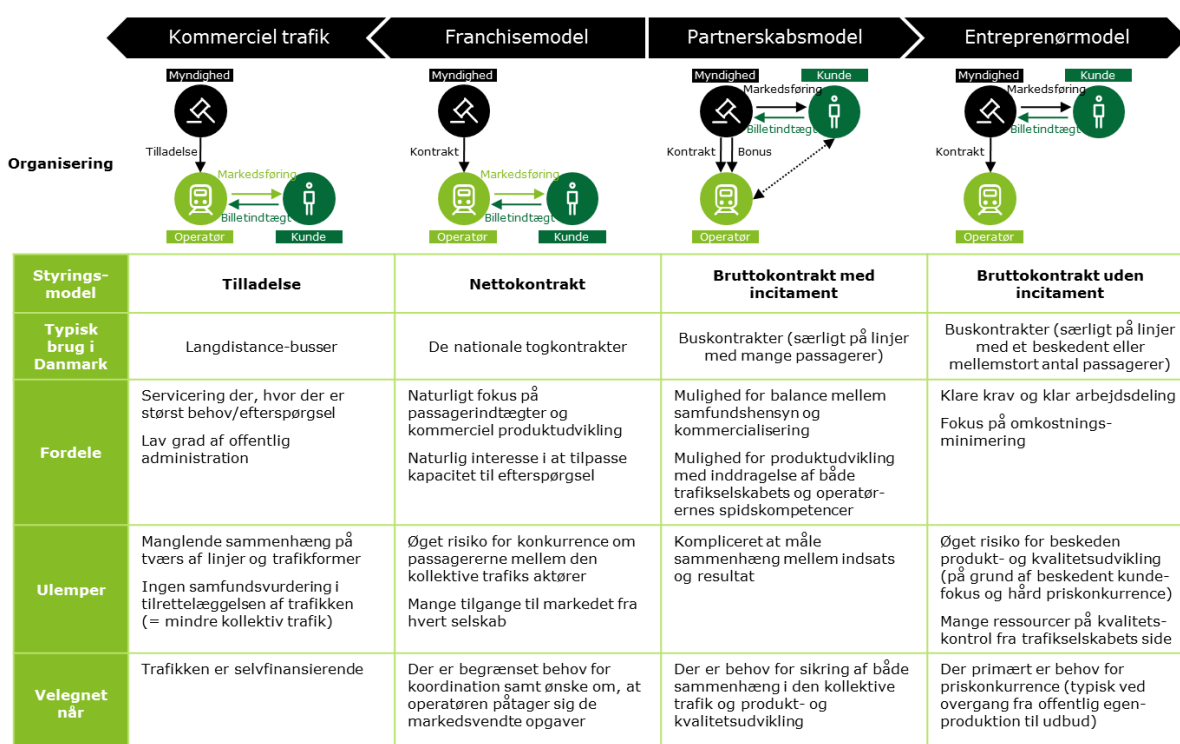 Kommerciel trafik
Franchisemodel
Partnerskabsmodel
Entreprenørmodel
Organisering
Myndighed
Tilladelse
Markedsføring
Billetindtægt
Operatør
Kunde
Myndighed
Kontrakt
Markedsføring
Billetindtægt
Operatør
Kunde
Myndighed
Kunde
Markedsføring
Billetindtægt
Kontrakt
Bonus
Operatør
Myndighed
Kunde
Markedsføring
Billetindtægt
Kontrakt
Operatør
Styrings-
model
Tilladelse
Nettokontrakt
Bruttokontrakt med
incitament
Bruttokontrakt uden
incitament
Typisk
brug i
Danmark
Langdistance-busser
De nationale togkontrakter
Buskontrakter (særligt på linjer
med mange passagerer)
Buskontrakter (særligt på linjer
med et beskedent eller
mellemstort antal passagerer)
Fordele
Servicering der, hvor der er
størst behov/efterspørgsel
Lav grad af offentlig
administration
Naturligt fokus på
passagerindtægter og
kommerciel produktudvikling
Naturlig interesse i at tilpasse
kapacitet til efterspørgsel
Mulighed for balance mellem
samfundshensyn og
kommercialisering
Mulighed for produktudvikling
med inddragelse af både
trafikselskabets og operatør-
ernes spidskompetencer
Klare krav og klar arbejdsdeling
Fokus på omkostnings-
minimering
Ulemper
Manglende sammenhæng på
tværs af linjer og trafikformer
Ingen samfundsvurdering i
tilrettelæggelsen af trafikken
(= mindre kollektiv trafik)
Øget risiko for konkurrence om
passagererne mellem den
kollektive trafiks aktører
Mange tilgange til markedet fra
hvert selskab
Kompliceret at måle
sammenhæng mellem indsats
og resultat
Øget risiko for beskeden
produkt- og kvalitetsudvikling
(på grund af beskedent kunde-
fokus og hård priskonkurrence)
Mange ressourcer på kvalitets-
kontrol fra trafikselskabets side
Velegnet
når
Trafikken er selvfinansierende
Der er begrænset behov for
koordination samt ønske om, at
operatøren påtager sig de
markedsvendte opgaver
Der er behov for sikring af både
sammenhæng i den kollektive
trafik og produkt- og
kvalitetsudvikling
Der primært er behov for
priskonkurrence (typisk ved
overgang fra offentlig egen-
produktion til udbud)